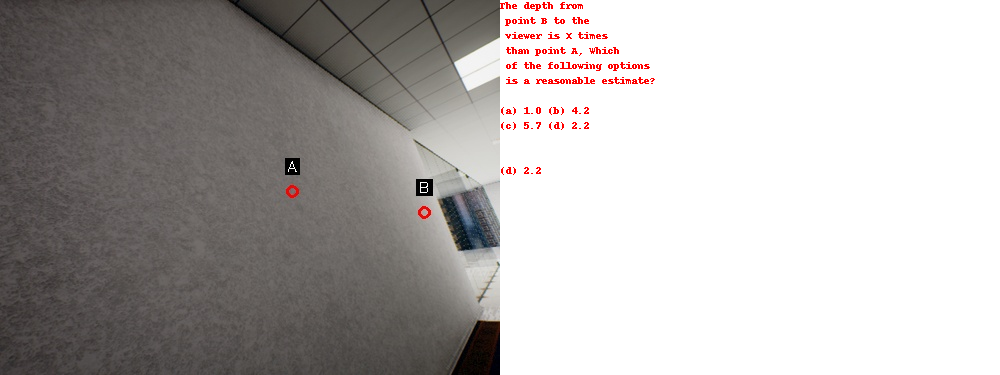 A
B
The depth from
point B to the
viewer is X times
than point A, Which
of the following options
is a reasonable estimate?
(a) 1.0 (b) 4.2
(c) 5.7 (d) 2.2
(d) 2.2